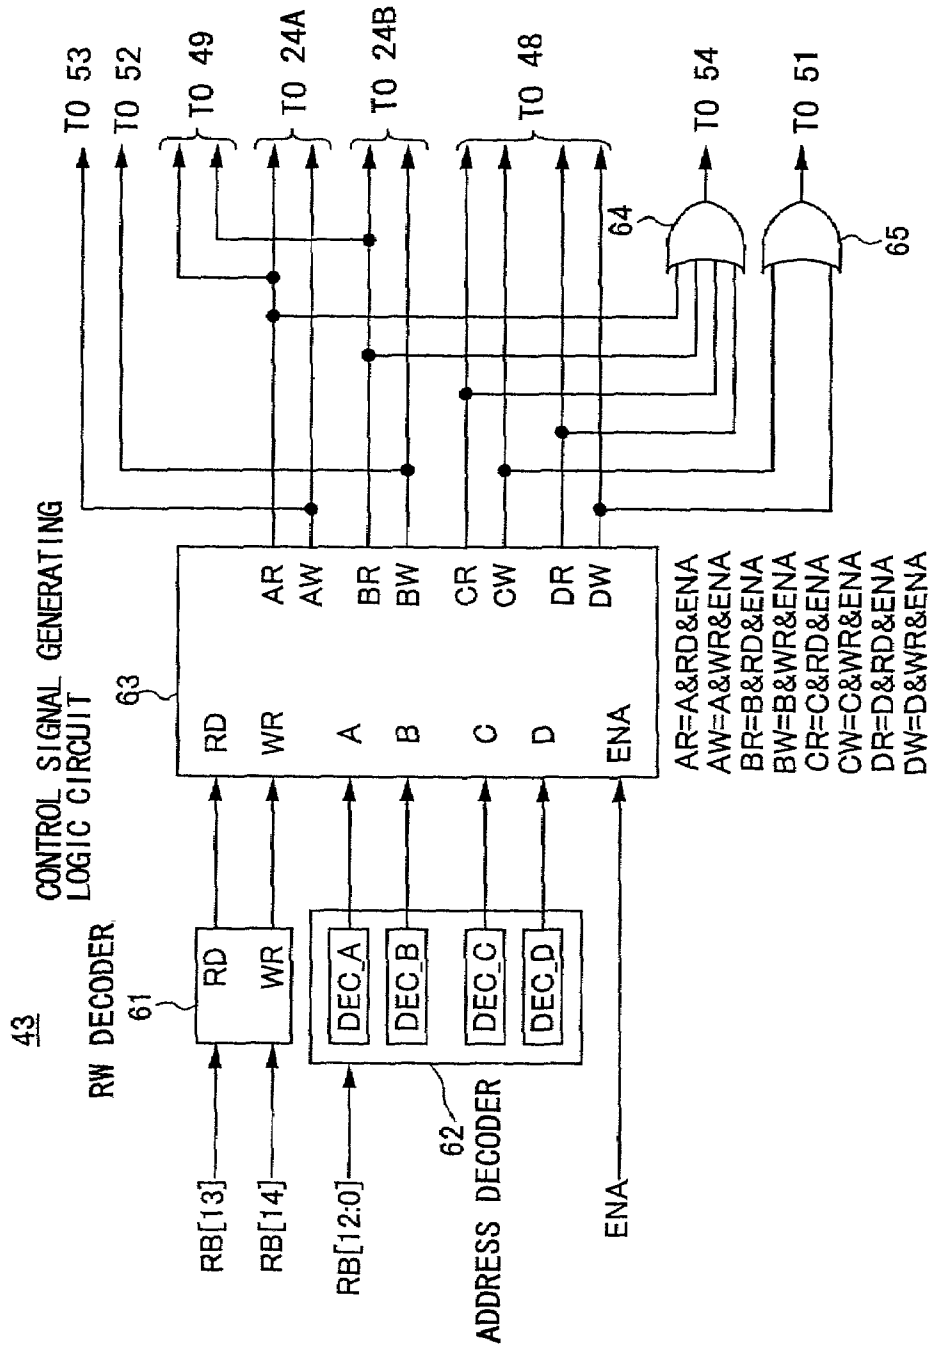 43
RW DECODER
61
CONTROL SIGNAL GENERATING
LOGIC CIRCUIT
63
RB[13]
RB[14]
RB[12:0]
ENA
RD
WR
DEC_A
DEC_B
DEC_C
DEC_D
62
ADDRESS DECODER
RD
WR
A
B
C
D
ENA
AR
AW
BR
BW
CR
CW
DR
DW
TO 53
TO 52
TO 49
TO 24A
TO 24B
TO 48
TO 54
TO 51
64
65
AR=A&RD&ENA
AW=A&WR&ENA
BR=B&RD&ENA
BW=B&WR&ENA
CR=C&RD&ENA
CW=C&WR&ENA
DR=D&RD&ENA
DW=D&WR&ENA